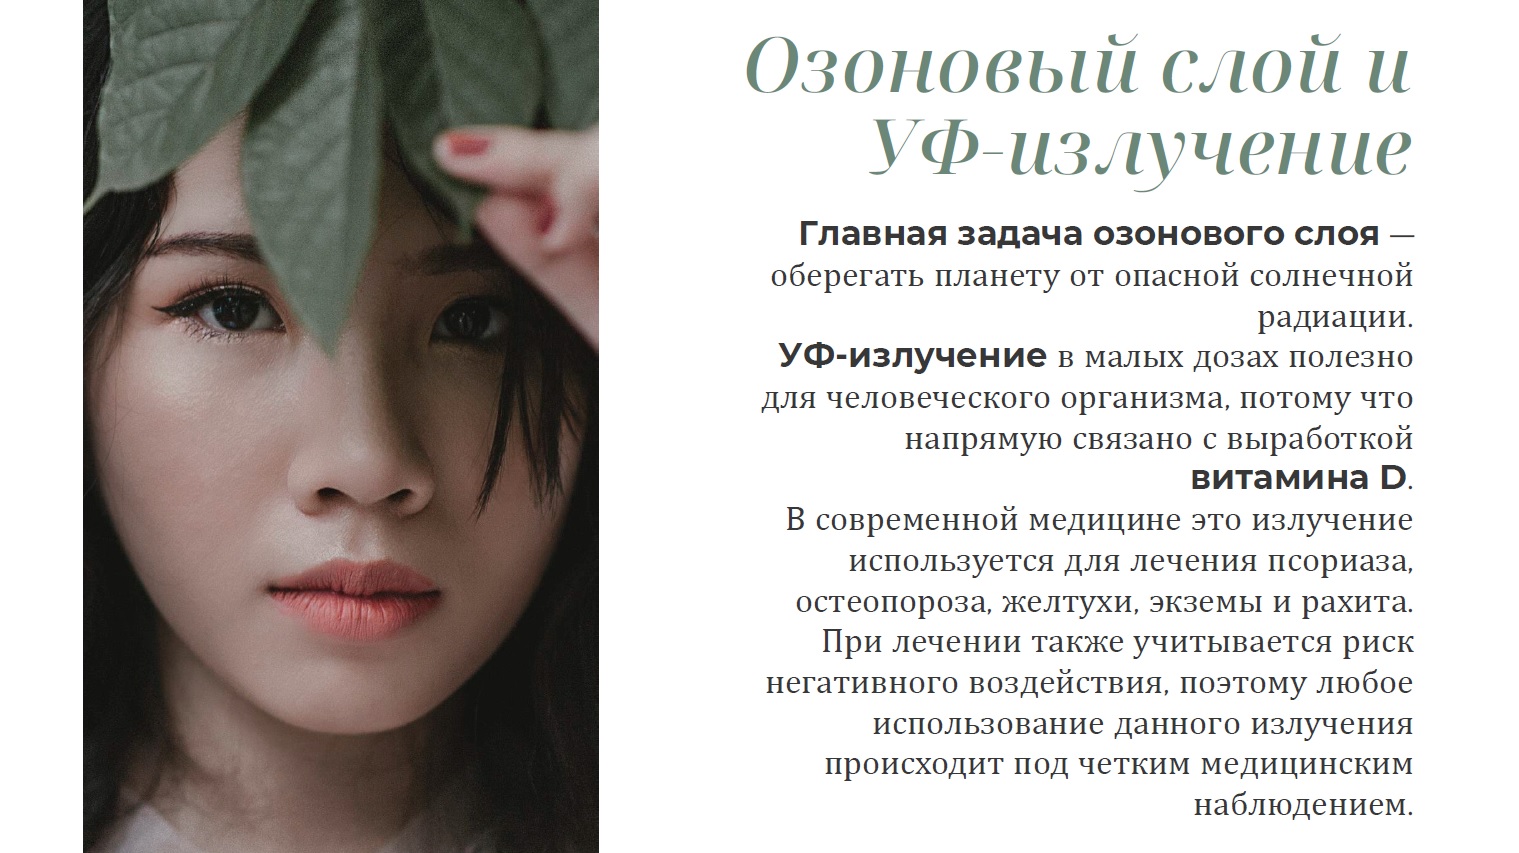 Озоновый слой и
УФ-излучение
Главная задача озонового слоя —
оберегать планету от опасной солнечной
радиации.
УФ-излучение в малых дозах полезно
для человеческого организма, потому что
напрямую связано с выработкой
витамина D.
В современной медицине это излучение
используется для лечения псориаза,
остеопороза, желтухи, экземы и рахита.
При лечении также учитывается риск
негативного воздействия, поэтому любое
использование данного излучения
происходит под четким медицинским
наблюдением.